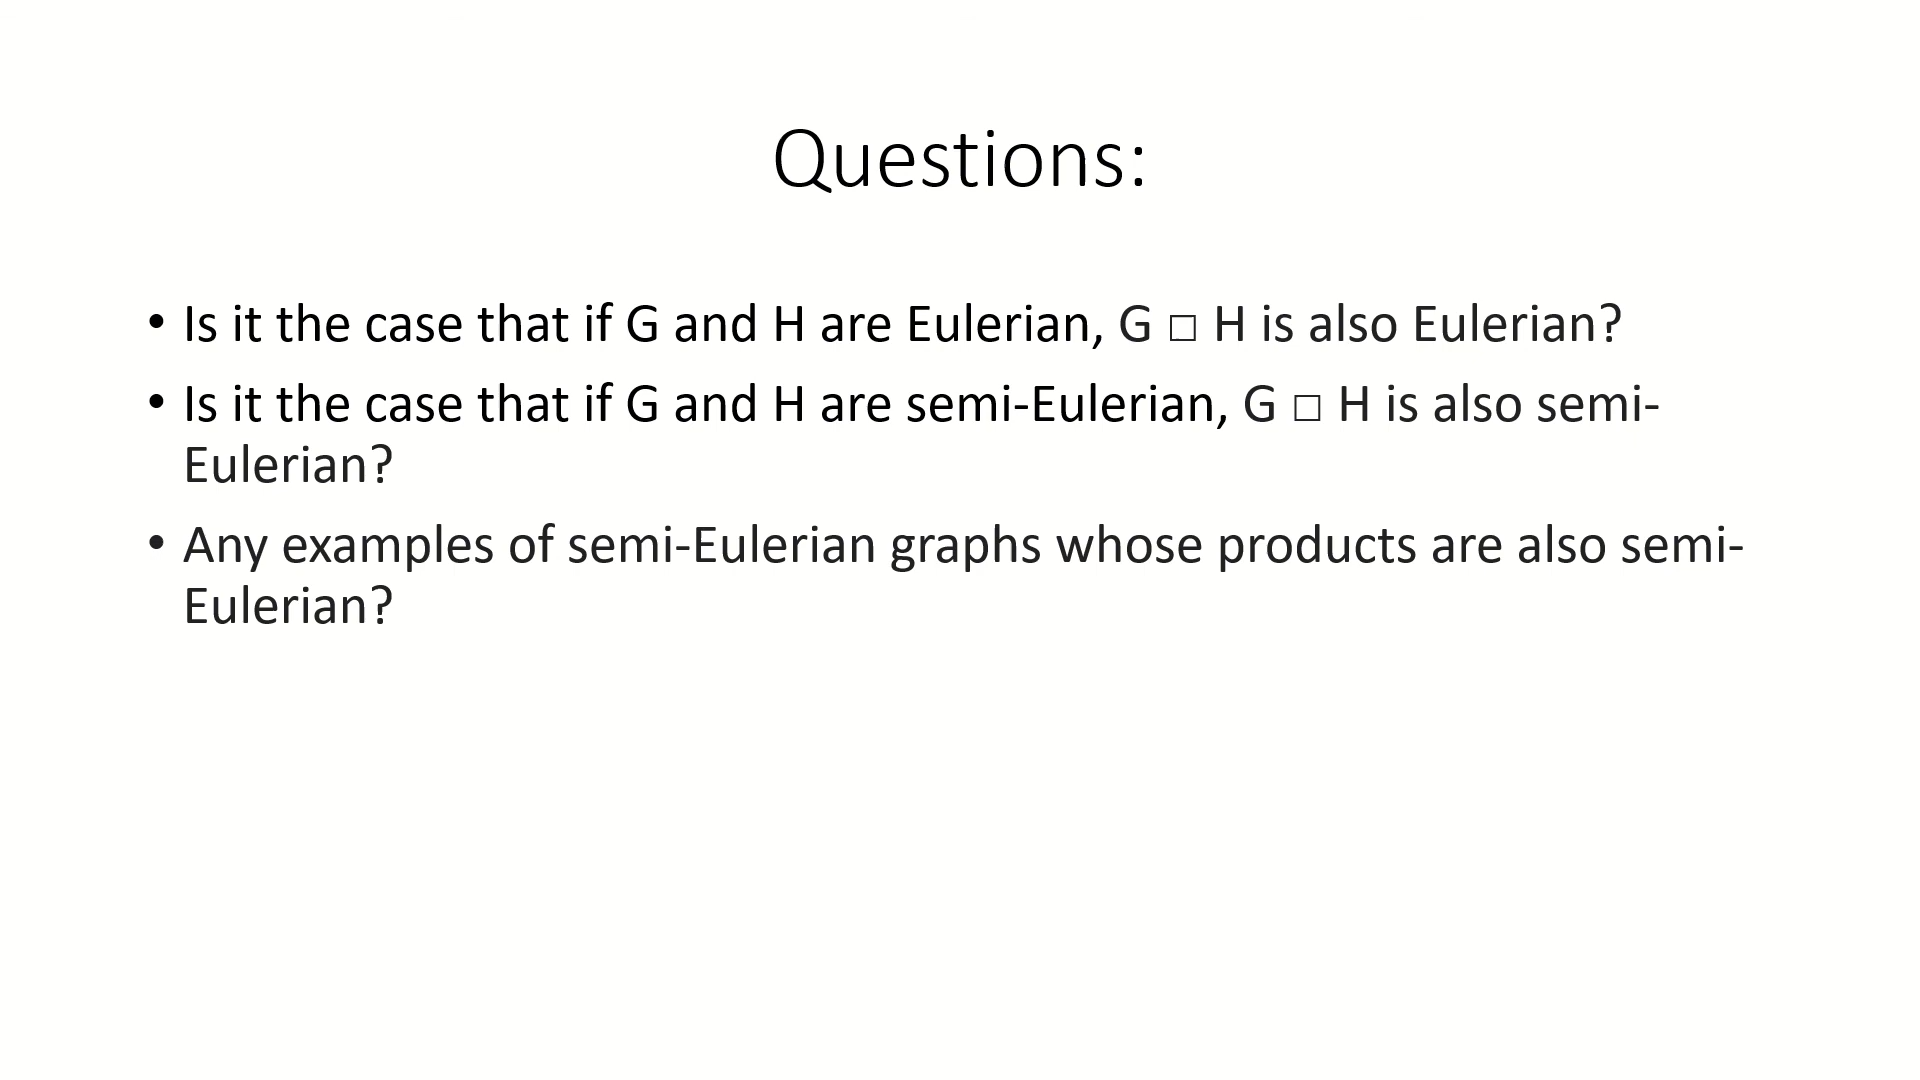 Questions:
• Is it the case that if G and H are Eulerian, G □ H is also Eulerian?
• Is it the case that if G and H are semi-Eulerian, G □ H is also semi-
Eulerian?
• Any examples of semi-Eulerian graphs whose products are also semi-
Eulerian?